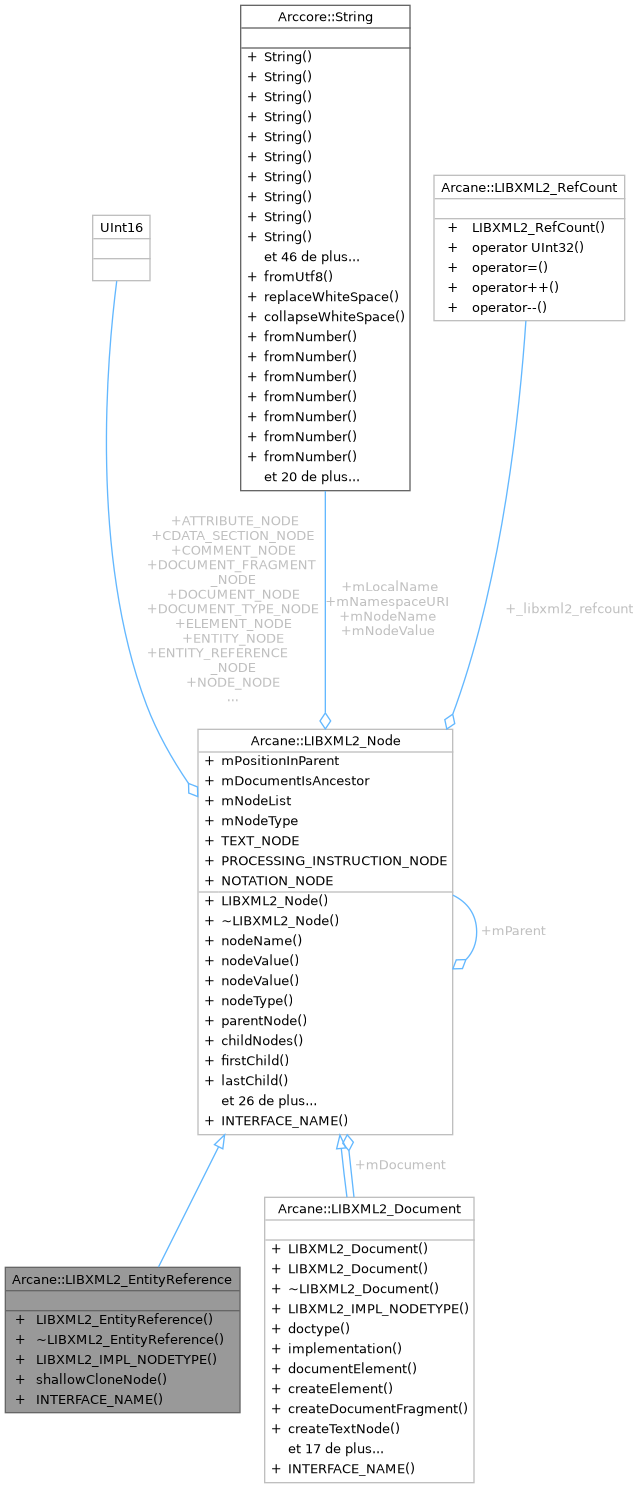 Arccore::String
+ String()
+ String()
+ String()
+ String()
+ String()
+ String()
+ String()
+ String()
+ String()
+ String()
et 46 de plus...
+ fromUtf8()
+ replaceWhiteSpace()
+ collapseWhiteSpace()
+ fromNumber()
+ fromNumber()
+ fromNumber()
+ fromNumber()
+ fromNumber()
+ fromNumber()
+ fromNumber()
et 20 de plus...
Arcane::LIBXML2_RefCount
+ LIBXML2_RefCount()
+ operator UInt32()
+ operator=()
+ operator++()
+ operator--()
UInt16
+ATTRIBUTE_NODE
+CDATA_SECTION_NODE
+COMMENT_NODE
+DOCUMENT_FRAGMENT
_NODE
+DOCUMENT_NODE
+DOCUMENT_TYPE_NODE
+ELEMENT_NODE
+ENTITY_NODE
+ENTITY_REFERENCE
_NODE
+NODE_NODE
...
+mLocalName
+mNamespaceURI
+mNodeName
+mNodeValue
+_libxml2_refcount
Arcane::LIBXML2_Node
+ mPositionInParent
+ mDocumentIsAncestor
+ mNodeList
+ mNodeType
+ TEXT_NODE
+ PROCESSING_INSTRUCTION_NODE
+ NOTATION_NODE
+ LIBXML2_Node()
+ ~LIBXML2_Node()
+ nodeName()
+ nodeValue()
+ nodeValue()
+ nodeType()
+ parentNode()
+ childNodes()
+ firstChild()
+ lastChild()
et 26 de plus...
+ INTERFACE_NAME()
+mParent
+mDocument
Arcane::LIBXML2_EntityReference
+ LIBXML2_EntityReference()
+ ~LIBXML2_EntityReference()
+ LIBXML2_IMPL_NODETYPE()
+ shallowCloneNode()
+ INTERFACE_NAME()
Arcane::LIBXML2_Document
+ LIBXML2_Document()
+ LIBXML2_Document()
+ ~LIBXML2_Document()
+ LIBXML2_IMPL_NODETYPE()
+ doctype()
+ implementation()
+ documentElement()
+ createElement()
+ createDocumentFragment()
+ createTextNode()
et 17 de plus...
+ INTERFACE_NAME()